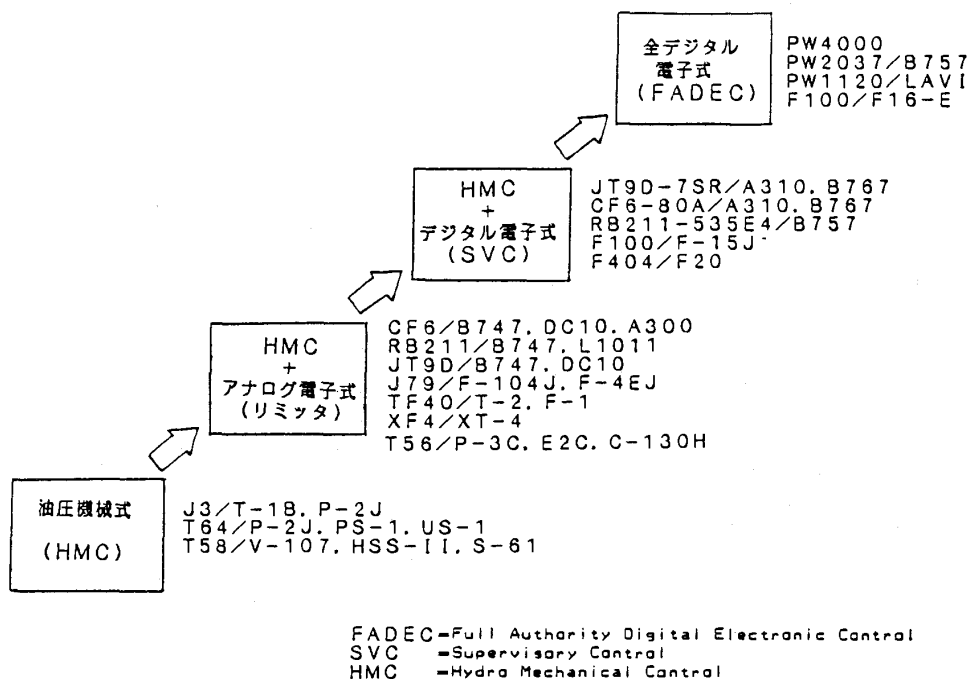 全デジタル
電子式
(FADEC)
PW4000
PW2037/B757
PW1120/LAVI
F100/F16-E
HMC
+
デジタル電子式
(SVC)
JT9D-7SR/A310. B767
CF6-80A/A310. B767
RB211-535E4/B757
F100/F-15J
F404/F20
HMC
+
アナログ電子式
(リミッタ)
CF6/B747. DC10. A300
RB211/B747. L1011
JT9D/B747. DC10
J79/F-104J. F-4EJ
TF40/T-2. F-1
XF4/XT-4
T56/P-3C. E2C. C-130H
油圧機械式
(HMC)
J3/T-1B. P-2J
T64/P-2J. PS-1. US-1
T58/V-107. HSS-II. S-61
FADEC=Full Authority Digital Electronic Control
SVC =Supervisory Control
HMC =Hydro Mechanical Control